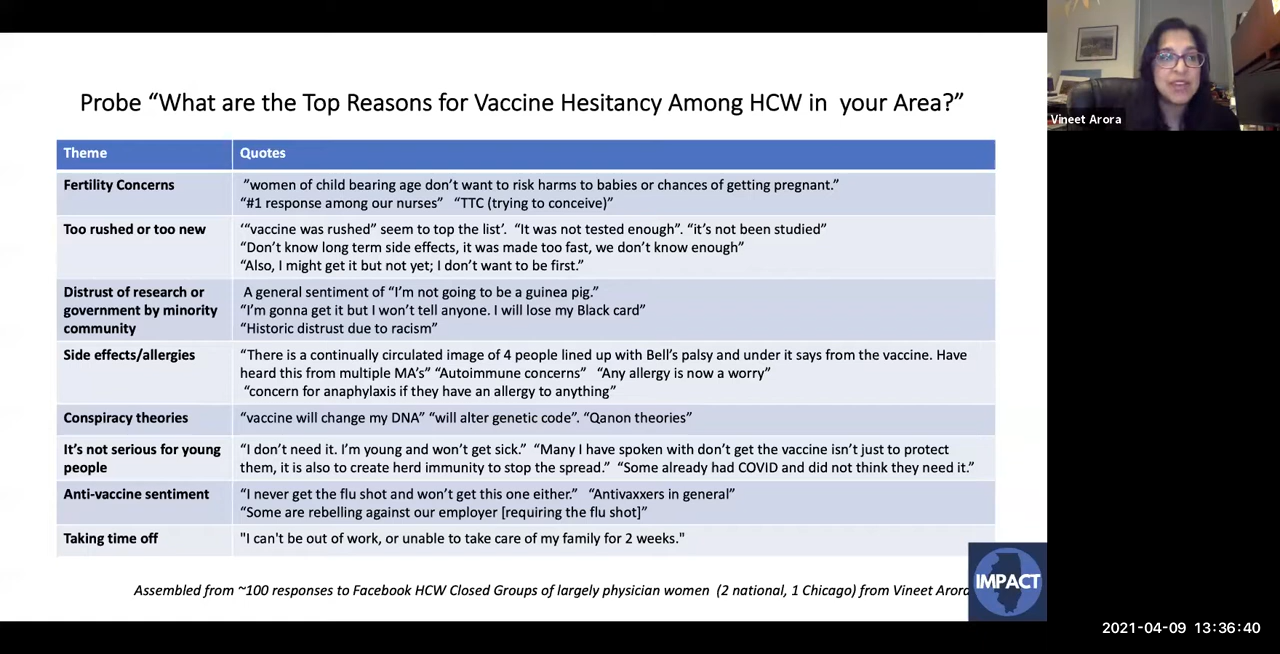 Probe “What are the Top Reasons for Vaccine Hesitancy Among HCW in your Area?”
Theme
Quotes
Fertility Concerns
”women of child bearing age don’t want to risk harms to babies or chances of getting pregnant.”
“#1 response among our nurses” “TTC (trying to conceive)”
Too rushed or too new
‘“vaccine was rushed” seem to top the list’. “It was not tested enough”. “it’s not been studied”
“Don’t know long term side effects, it was made too fast, we don’t know enough”
“Also, I might get it but not yet; I don’t want to be first.”
Distrust of research or
government by minority
community
A general sentiment of “I’m not going to be a guinea pig.”
“I’m gonna get it but I won’t tell anyone. I will lose my Black card”
“Historic distrust due to racism”
Side effects/allergies
“There is a continually circulated image of 4 people lined up with Bell’s palsy and under it says from the vaccine. Have
heard this from multiple MA’s” “Autoimmune concerns” “Any allergy is now a worry”
“concern for anaphylaxis if they have an allergy to anything”
Conspiracy theories
“vaccine will change my DNA” “will alter genetic code”. “Qanon theories”
It’s not serious for young
people
“I don’t need it. I’m young and won’t get sick.” “Many I have spoken with don’t get the vaccine isn’t just to protect
them, it is also to create herd immunity to stop the spread.” “Some already had COVID and did not think they need it.”
Anti-vaccine sentiment
“I never get the flu shot and won’t get this one either.” “Antivaxxers in general”
“Some are rebelling against our employer [requiring the flu shot]”
Taking time off
"I can't be out of work, or unable to take care of my family for 2 weeks."
Assembled from ~100 responses to Facebook HCW Closed Groups of largely physician women (2 national, 1 Chicago) from Vineet Arora
IMPACT
Vineet Arora
2021-04-09 13:36:40